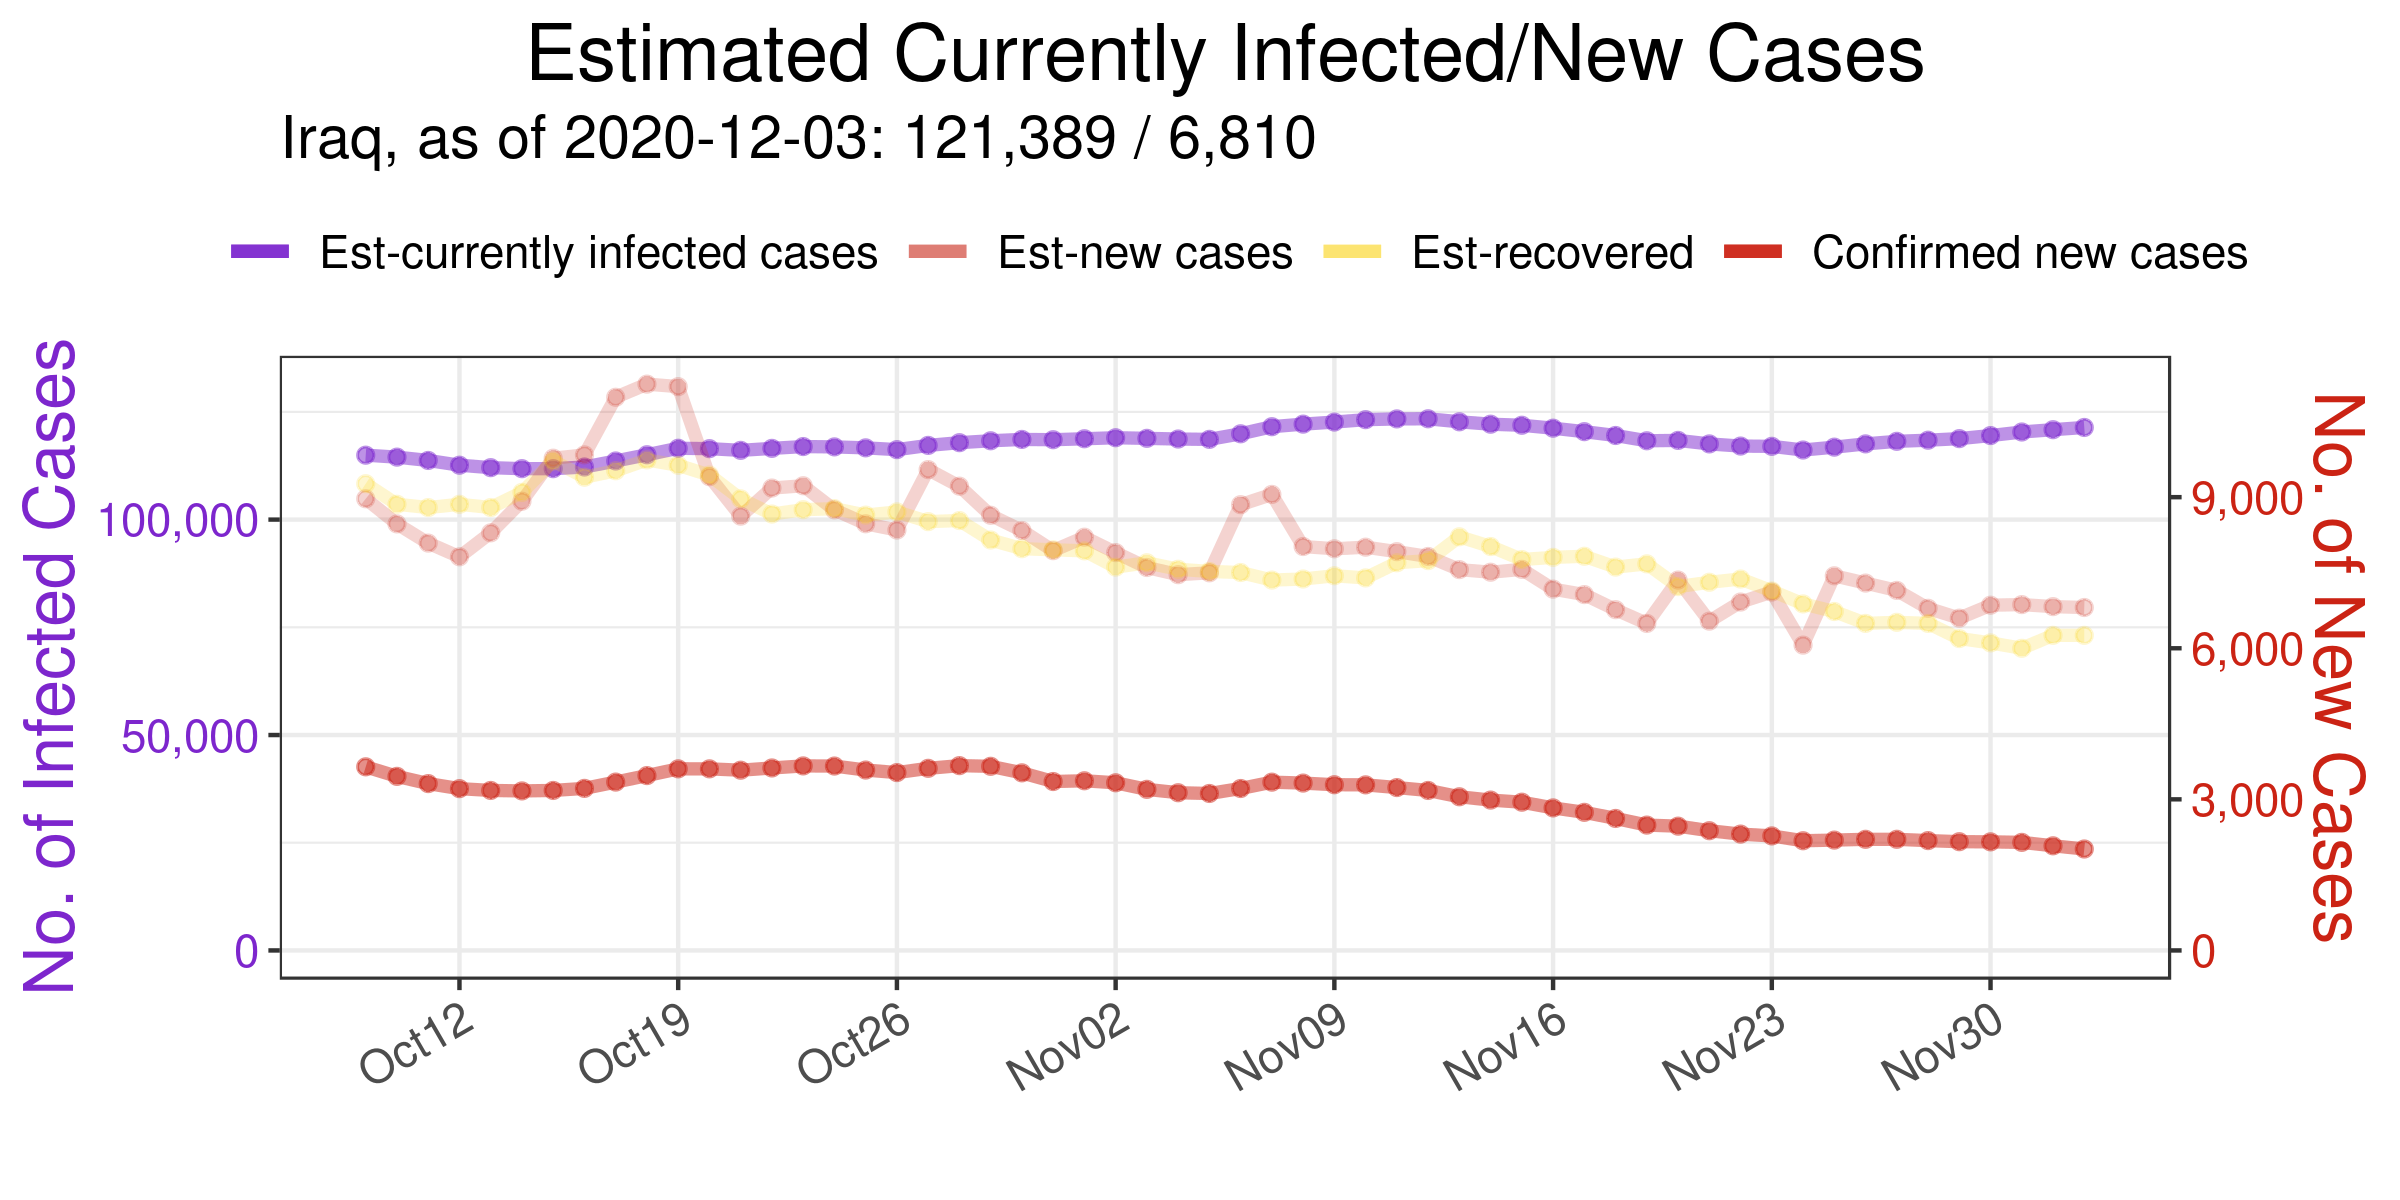 Estimated Currently Infected/New Cases
Iraq, as of 2020-12-03: 121,389 / 6,810
Est-currently infected cases Est-new cases Est-recovered Confirmed new cases
No. of Infected Cases
100,000
50,000
0
9,000
6,000
3,000
0
No. of New Cases
Oct12 Oct19 Oct26 Nov02 Nov09 Nov16 Nov23 Nov30